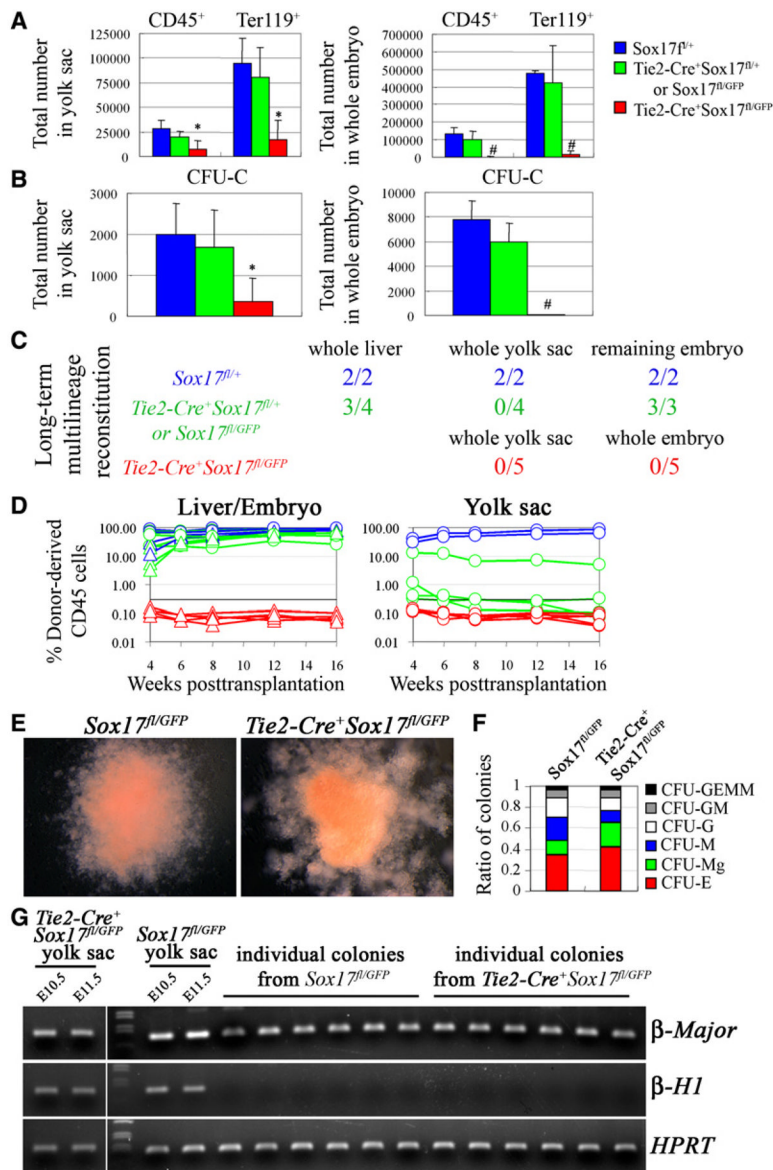 A
CD45⁺ Ter119⁺
Total number in yolk sac
125000
100000
75000
50000
25000
0
* *
CD45⁺ Ter119⁺
Total number in whole embryo
700000
600000
500000
400000
300000
200000
100000
0
# #
Sox17fl/+
Tie2-Cre⁺Sox17fl/+
or Sox17fl/GFP
Tie2-Cre⁺Sox17fl/GFP
B
CFU-C
Total number in yolk sac
3000
2000
1000
0
*
CFU-C
Total number in whole embryo
10000
8000
6000
4000
2000
0
#
C
Long-term multilineage reconstitution
whole liver whole yolk sac remaining embryo
Sox17fl/+ 2/2 2/2 2/2
Tie2-Cre⁺Sox17fl/+ 3/4 0/4 3/3
or Sox17fl/GFP
whole yolk sac whole embryo
Tie2-Cre⁺Sox17fl/GFP 0/5 0/5
D
Liver/Embryo Yolk sac
% Donor-derived CD45 cells
100.00
10.00
1.00
0.10
0.01
4 6 8 10 12 14 16
Weeks posttransplantation
100.00
10.00
1.00
0.10
0.01
4 6 8 10 12 14 16
Weeks posttransplantation
E
Sox17fl/GFP Tie2-Cre⁺Sox17fl/GFP
F
Sox17fl/GFP
Tie2-Cre⁺
Sox17fl/GFP
Ratio of colonies
1
0.8
0.6
0.4
0.2
0
CFU-GEMM
CFU-GM
CFU-G
CFU-M
CFU-Mg
CFU-E
G
Tie2-Cre⁺
Sox17fl/GFP
yolk sac
E10.5 E11.5
Sox17fl/GFP
yolk sac
E10.5 E11.5
individual colonies
from Sox17fl/GFP
individual colonies
from Tie2-Cre⁺Sox17fl/GFP
β-Major
β-H1
HPRT